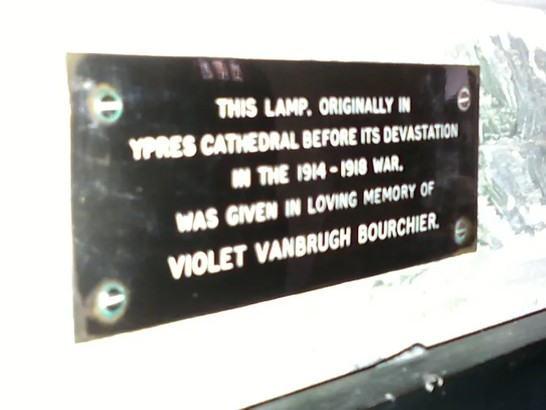 THIS LAMP. ORIGINALLY IN
YPRES CATHEDRAL BEFORE ITS DEVASTATION
IN THE 1914-1918 WAR.
WAS GIVEN IN LOVING MEMORY OF
VIOLET VANBRUGH BOURCHIER.